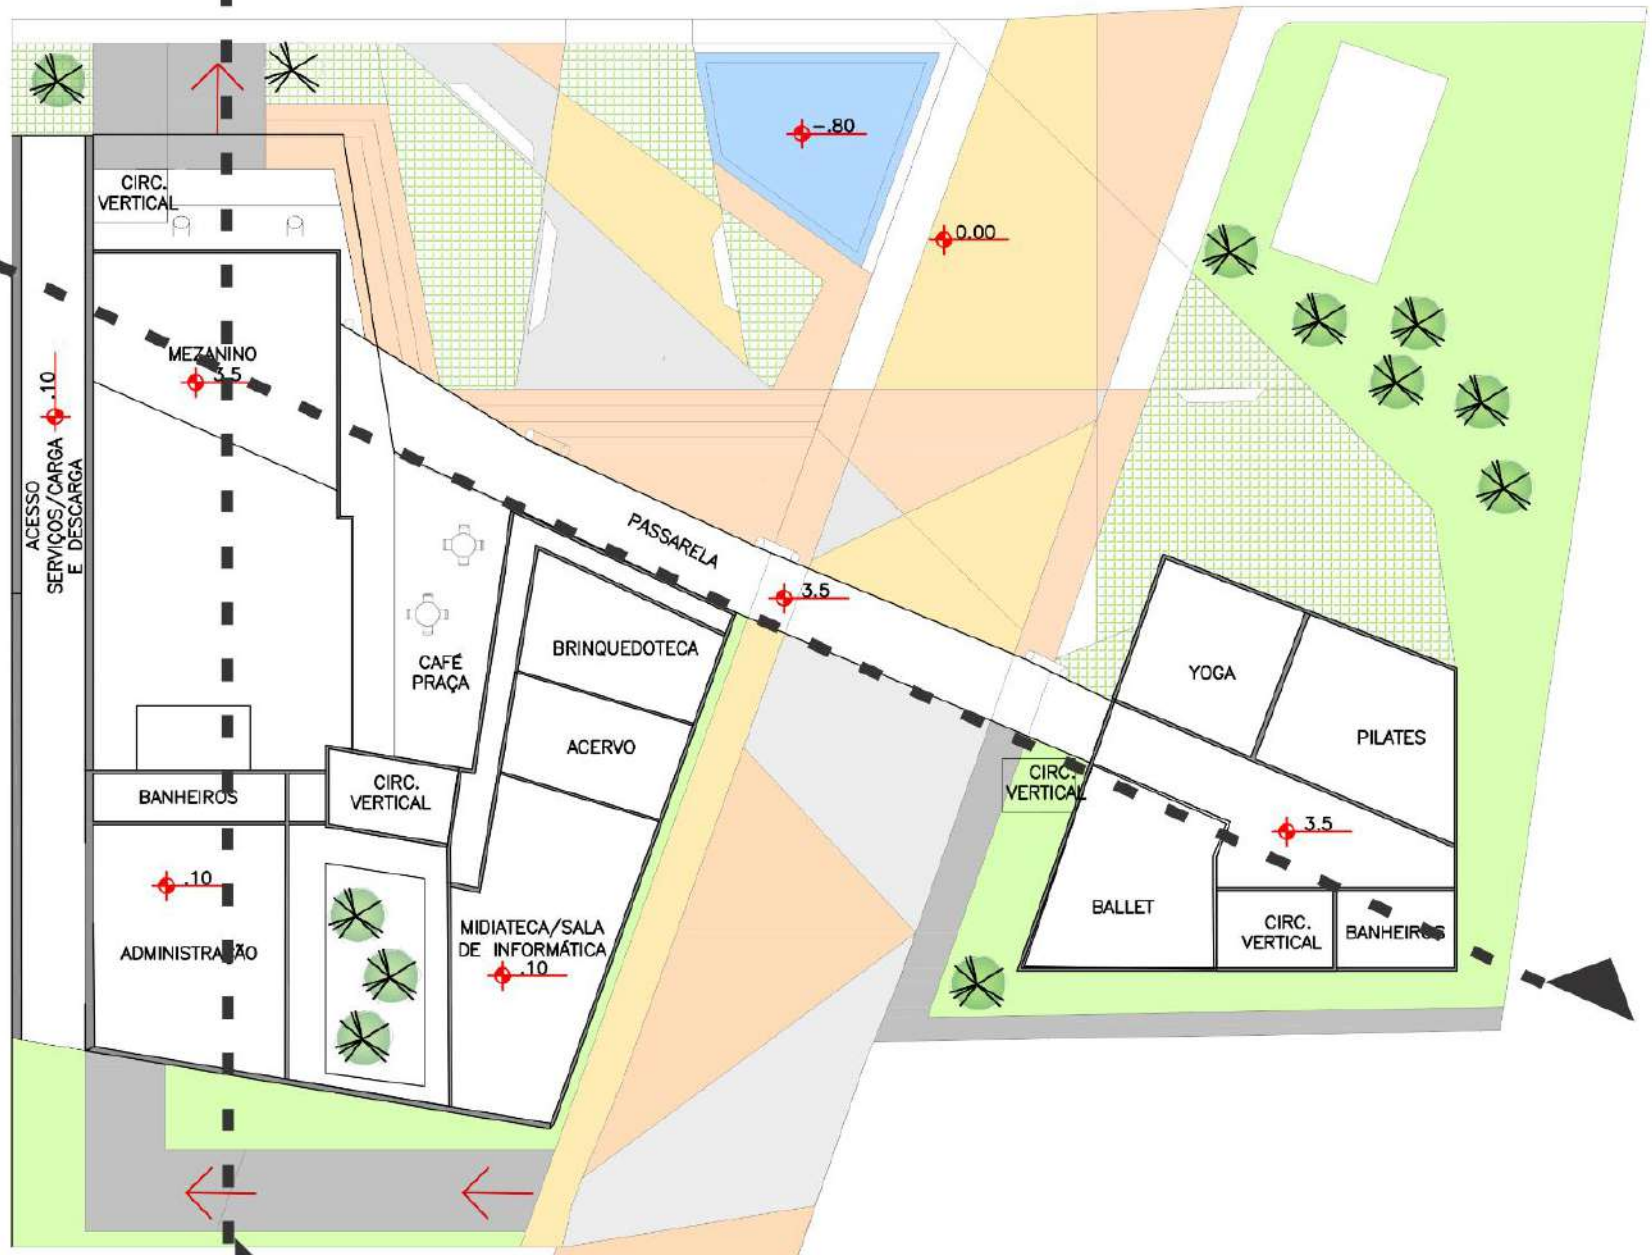 -.80
CIRC.
VERTICAL
0.00
MEZANINO
3.5
.10
ACESSO
SERVIÇOS/CARGA
E DESCARGA
PASSARELA
3.5
CAFÉ
PRAÇA
BRINQUEDOTECA
ACERVO
YOGA
PILATES
CIRC.
VERTICAL
BANHEIROS
CIRC.
VERTICAL
3.5
.10
ADMINISTRAÇÃO
MIDIATECA/SALA
DE INFORMÁTICA
.10
BALLET
CIRC.
VERTICAL
BANHEIROS